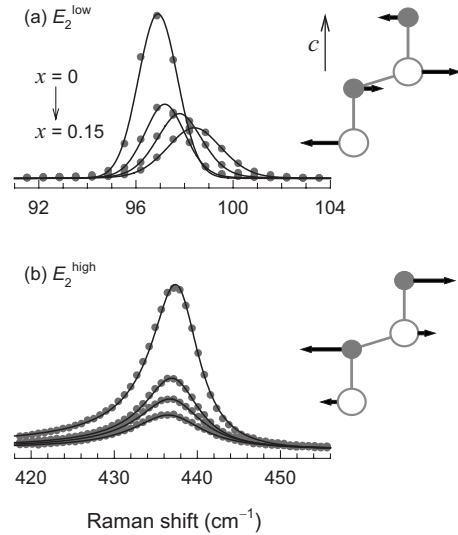 (a) E₂ˡᵒʷ
c
x = 0
x = 0.15
92 96 100 104
(b) E₂ʰⁱᵍʰ
420 430 440 450
Raman shift (cm⁻¹)